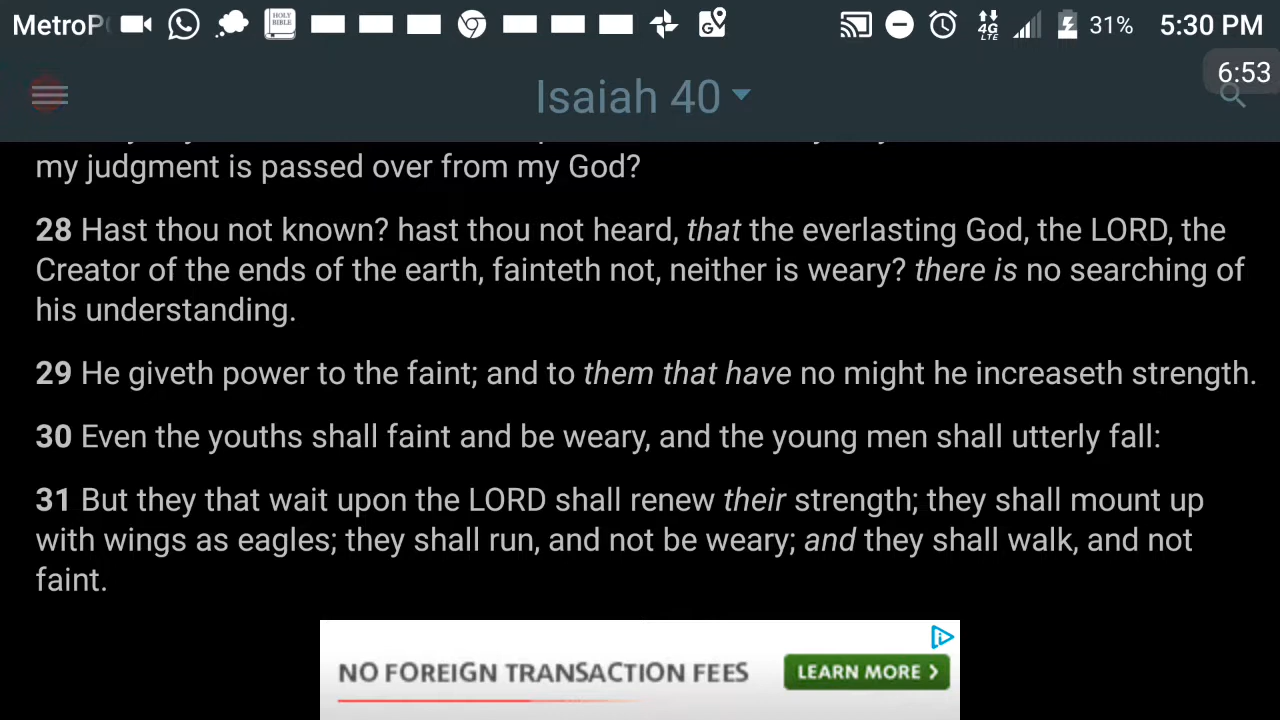 MetroP
HOLY BIBLE
4G LTE
31%
5:30 PM
6:53
Isaiah 40
my judgment is passed over from my God?
28 Hast thou not known? hast thou not heard, that the everlasting God, the LORD, the
Creator of the ends of the earth, fainteth not, neither is weary? there is no searching of
his understanding.
29 He giveth power to the faint; and to them that have no might he increaseth strength.
30 Even the youths shall faint and be weary, and the young men shall utterly fall:
31 But they that wait upon the LORD shall renew their strength; they shall mount up
with wings as eagles; they shall run, and not be weary; and they shall walk, and not
faint.
NO FOREIGN TRANSACTION FEES
LEARN MORE